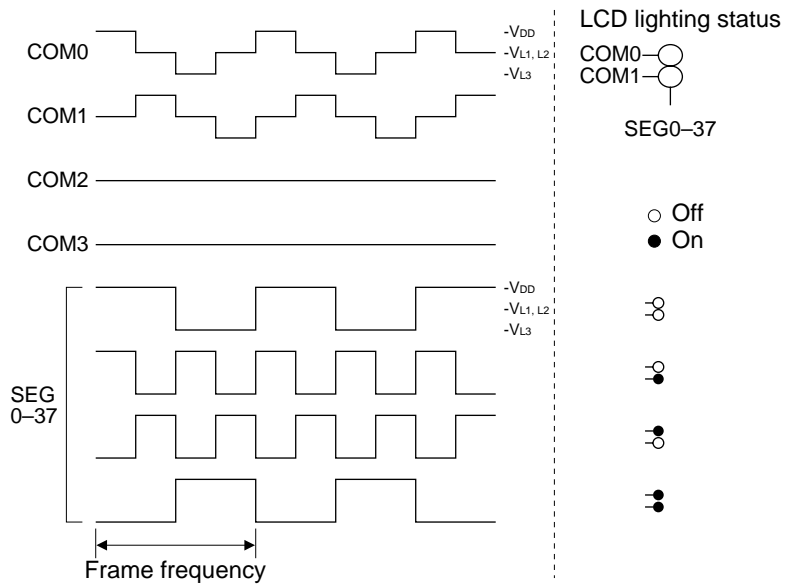 LCD lighting status
COM0
-VDD
-VL1, L2
-VL3
COM0
COM1
COM1
SEG0–37
COM2
Off
On
COM3
-VDD
-VL1, L2
-VL3
SEG
0–37
Frame frequency